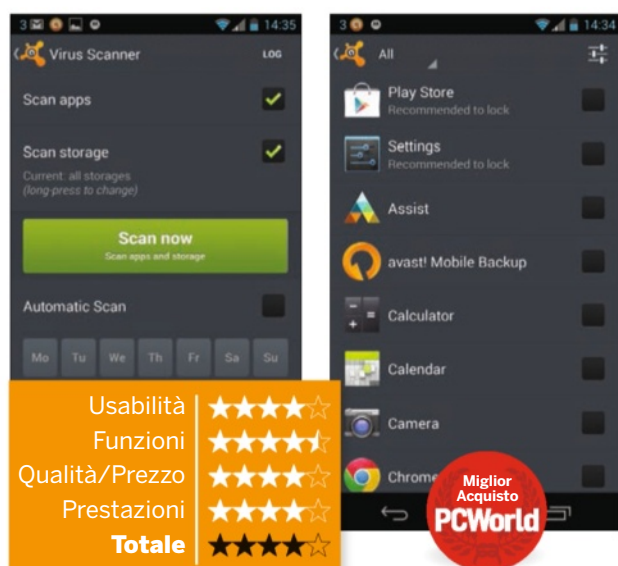 3
14:35
Virus Scanner
LOG
Scan apps
Scan storage
Current: all storages
(long-press to change)
Scan now
Scan apps and storage
Automatic Scan
Mo Tu We Th Fr Sa Su
Usabilità
Funzioni
Qualità/Prezzo
Prestazioni
Totale
3
14:34
All
Play Store
Recommended to lock
Settings
Recommended to lock
Assist
avast! Mobile Backup
Calculator
Calendar
Camera
Chrome
Miglior
Acquisto
PCWorld